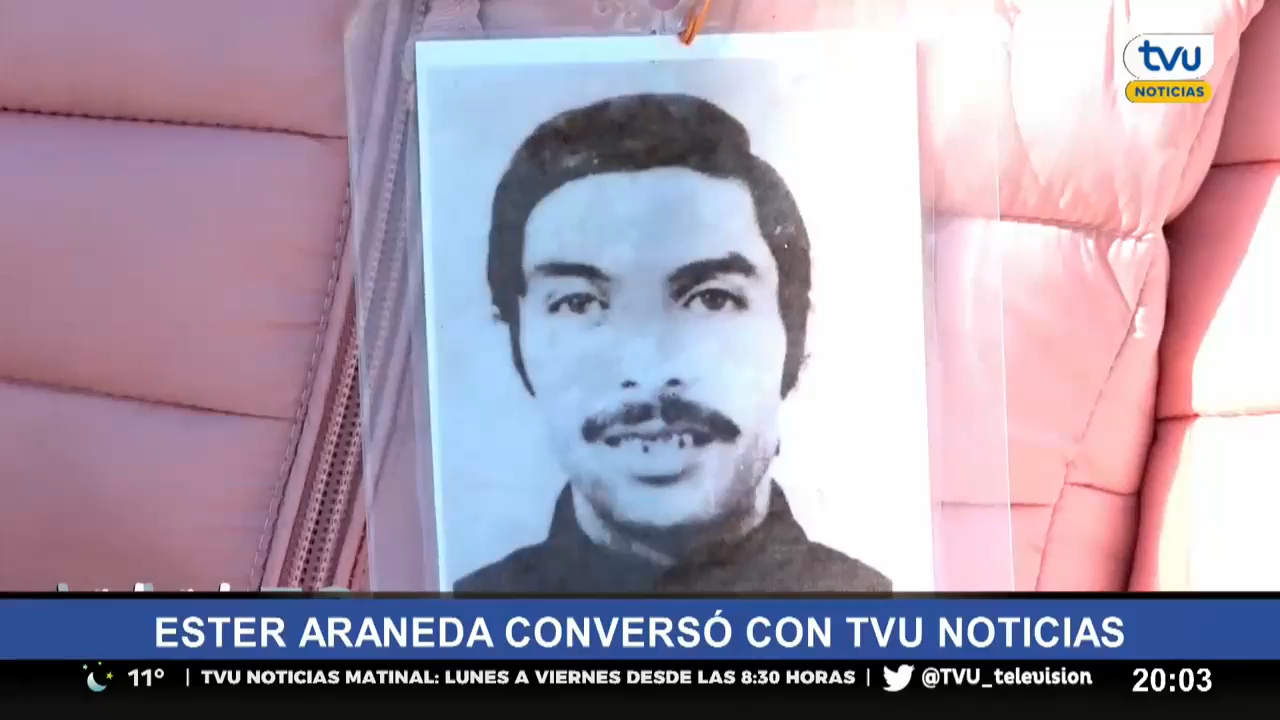 tvu
NOTICIAS
ESTER ARANEDA CONVERSÓ CON TVU NOTICIAS
11° | TVU NOTICIAS MATINAL: LUNES A VIERNES DESDE LAS 8:30 HORAS | @TVU_television 20:03